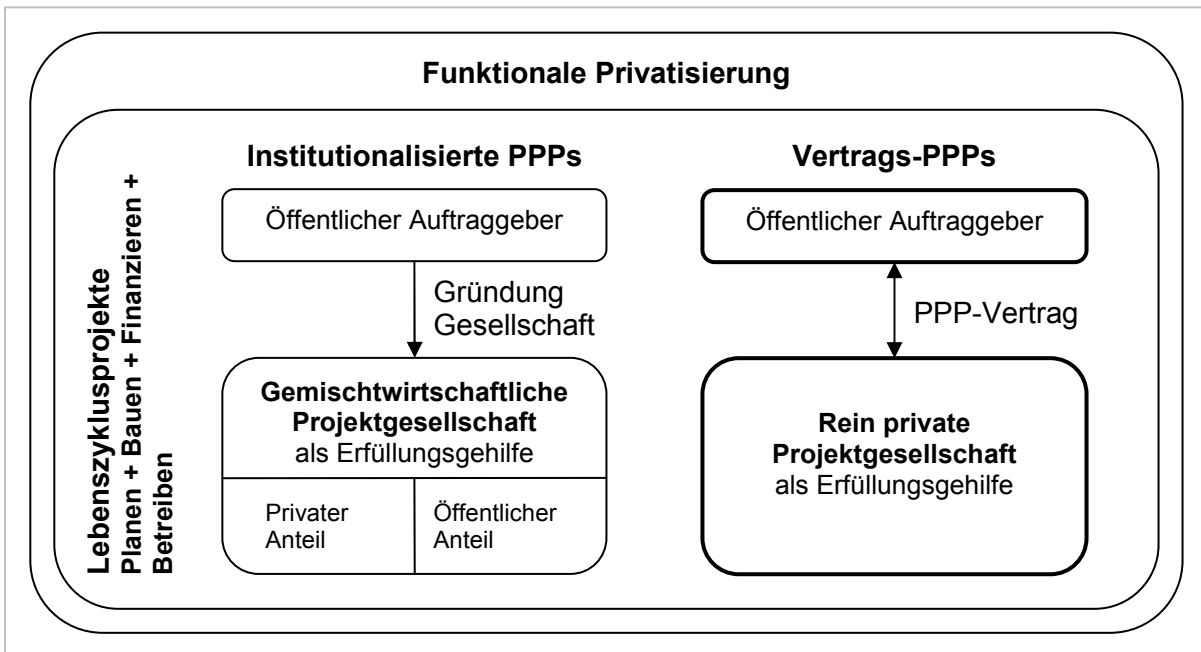 Funktionale Privatisierung
Lebenszyklusprojekte
Planen + Bauen + Finanzieren +
Betreiben
Institutionalisierte PPPs
Öffentlicher Auftraggeber
Gründung
Gesellschaft
Gemischtwirtschaftliche
Projektgesellschaft
als Erfüllungsgehilfe
Privater
Anteil
Öffentlicher
Anteil
Vertrags-PPPs
Öffentlicher Auftraggeber
PPP-Vertrag
Rein private
Projektgesellschaft
als Erfüllungsgehilfe